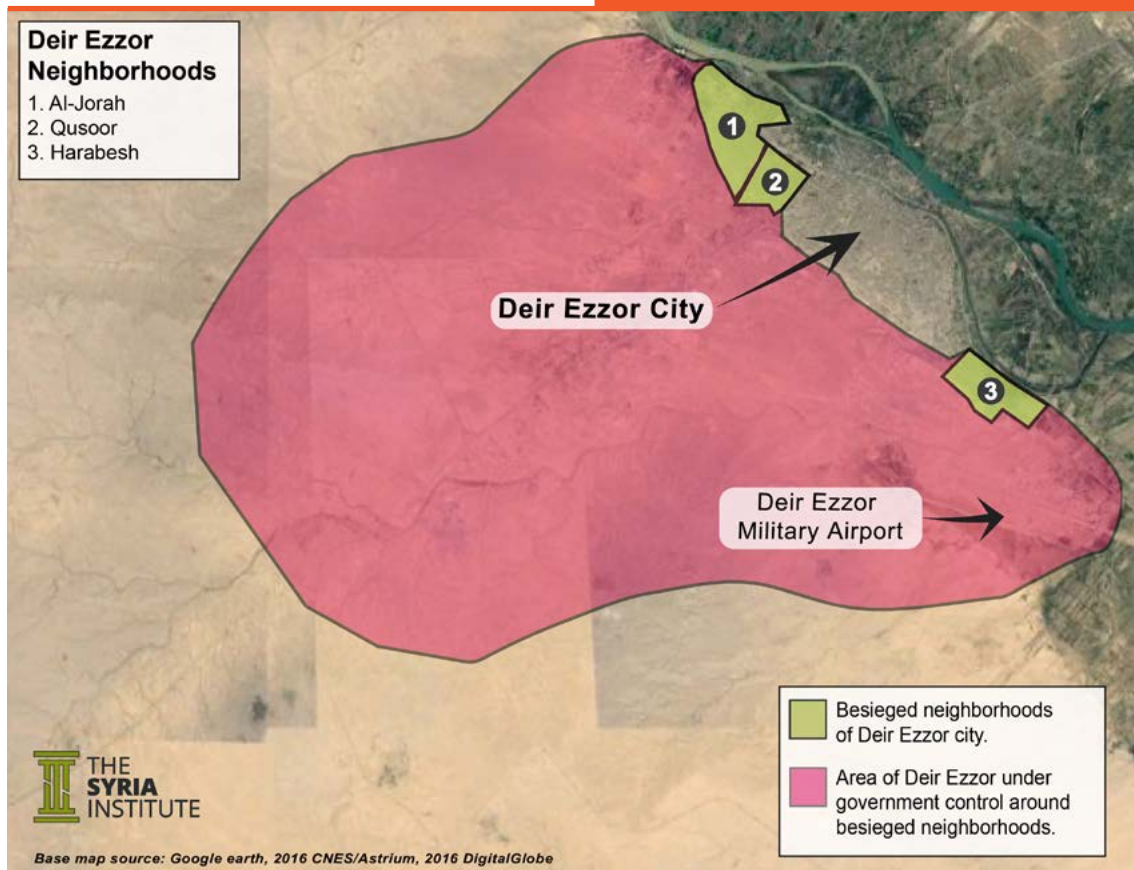 Deir Ezzor
Neighborhoods
1. Al-Jorah
2. Qusoor
3. Harabesh
1
2
Deir Ezzor City
3
Deir Ezzor
Military Airport
Besieged neighborhoods
of Deir Ezzor city.
Area of Deir Ezzor under
government control around
besieged neighborhoods.
THE
SYRIA
INSTITUTE
Base map source: Google earth, 2016 CNES/Astrium, 2016 DigitalGlobe